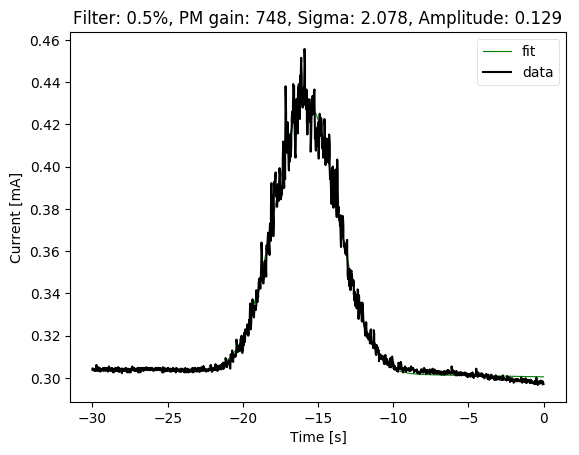 Filter: 0.5%, PM gain: 748, Sigma: 2.078, Amplitude: 0.129
fit
data
0.46
0.44
0.42
0.40
0.38
0.36
0.34
0.32
0.30
Current [mA]
−30 −25 −20 −15 −10 −5 0
Time [s]